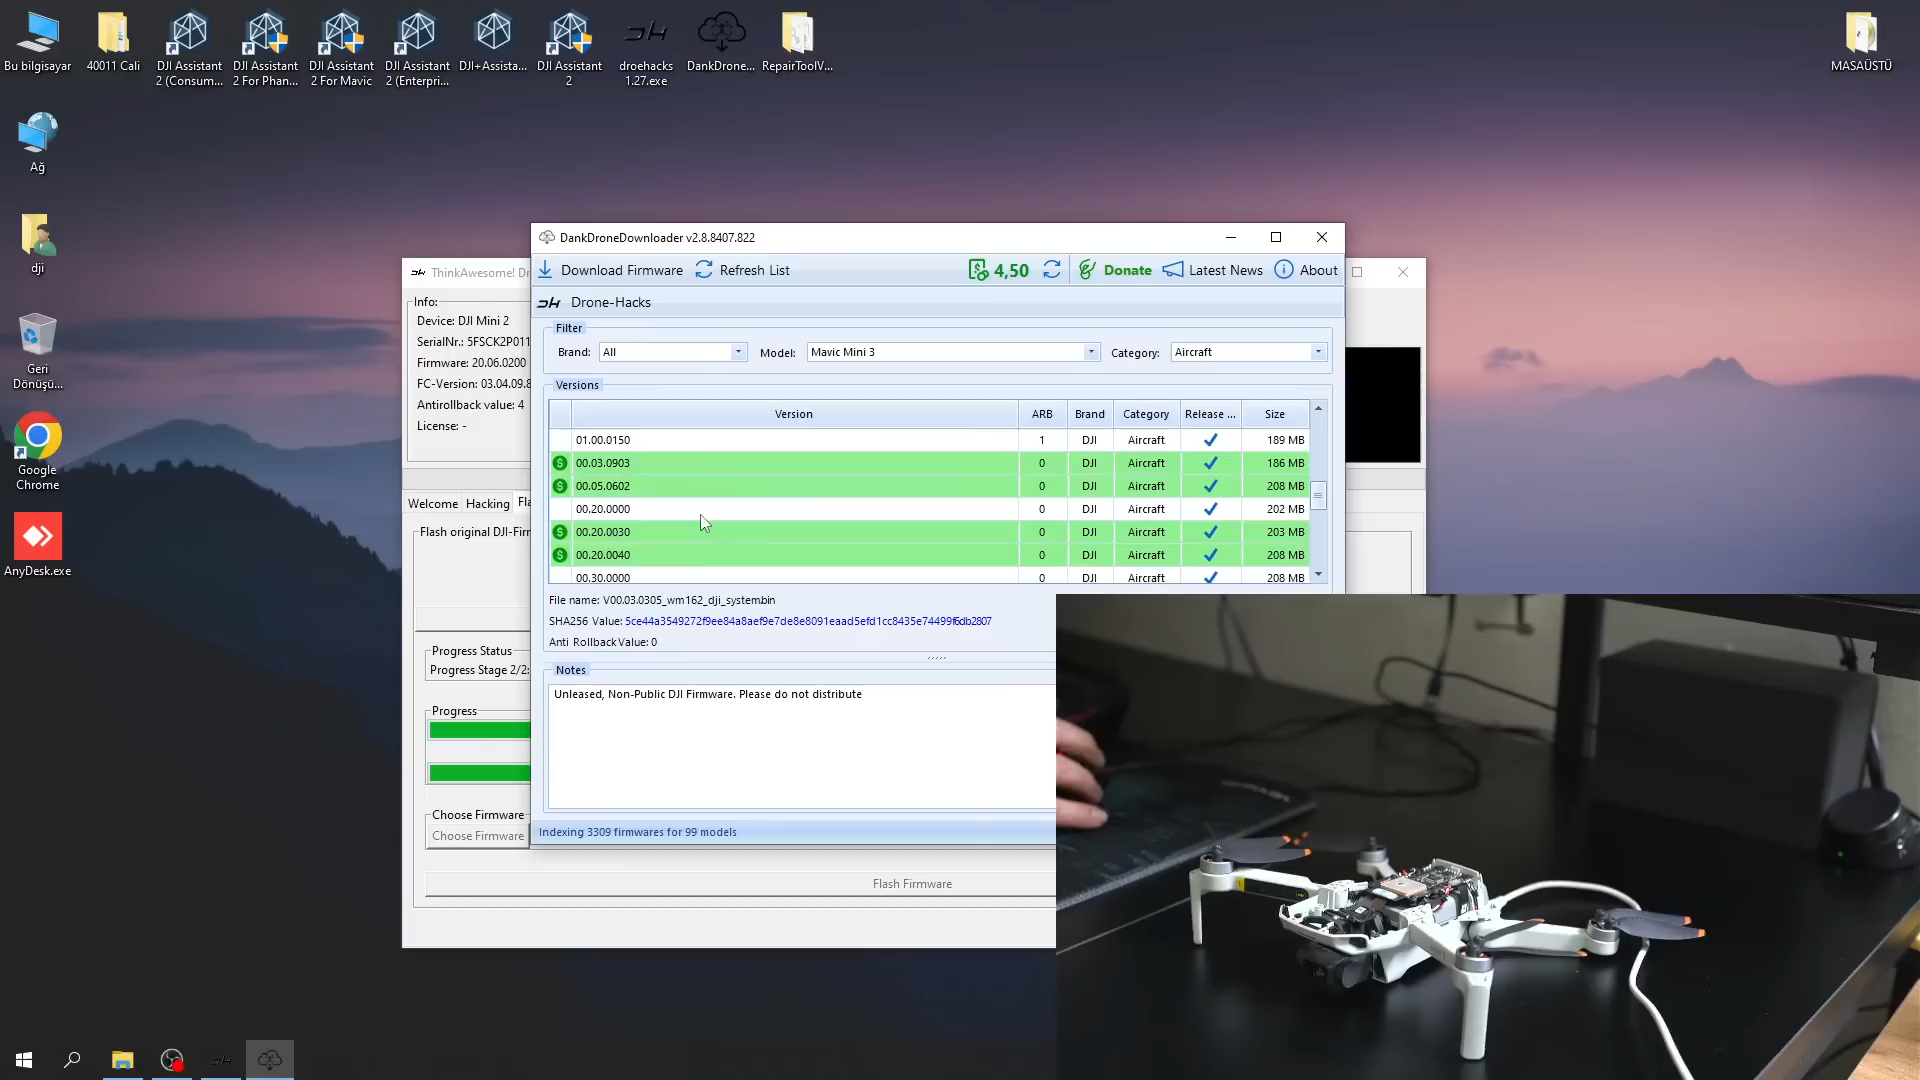 Bu bilgisayar
40011 Cali
DJI Assistant
2 (Consum...
DJI Assistant
2 For Phan...
DJI Assistant
2 For Mavic
DJI Assistant
2 (Enterpri...
DJI+Assista...
DJI Assistant
2
droehacks
1.27.exe
DankDrone...
RepairToolV...
MASAÜSTÜ
Ağ
dji
Geri
Dönüşü...
Google
Chrome
AnyDesk.exe
DankDroneDownloader v2.8.8407.822
Download Firmware
Refresh List
4,50
Donate
Latest News
About
Drone-Hacks
Filter
Brand: All
Model: Mavic Mini 3
Category: Aircraft
Versions
Version ARB Brand Category Release ... Size
01.00.0150 1 DJI Aircraft 189 MB
$ 00.03.0903 0 DJI Aircraft 186 MB
$ 00.05.0602 0 DJI Aircraft 208 MB
00.20.0000 0 DJI Aircraft 202 MB
$ 00.20.0030 0 DJI Aircraft 203 MB
$ 00.20.0040 0 DJI Aircraft 208 MB
00.30.0000 0 DJI Aircraft 208 MB
File name: V00.03.0305_wm162_dji_system.bin
SHA256 Value: 5ce44a3549272f9ee84a8aef9e7de8e8091eaad5efd1cc8435e74499f6db2807
Anti Rollback Value: 0
Notes
Unleased, Non-Public DJI Firmware. Please do not distribute
Indexing 3309 firmwares for 99 models
ThinkAwesome! Dr
Info:
Device: DJI Mini 2
SerialNr.: 5FSCK2P011
Firmware: 20.06.0200
FC-Version: 03.04.09.8
Antirollback value: 4
License: -
Welcome
Hacking
Fla
Flash original DJI-Firn
Progress Status
Progress Stage 2/2:
Progress
Choose Firmware
Choose Firmware
Flash Firmware